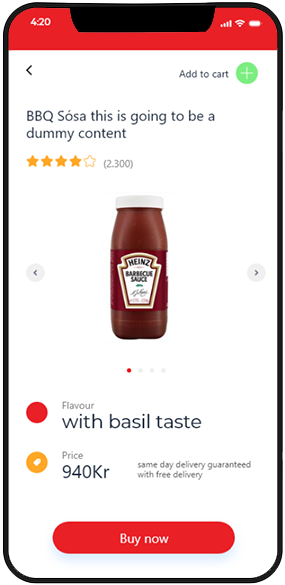 4:20
Add to cart
BBQ Sósa this is going to be a
dummy content
(2.300)
HEINZ
BARBECUE
SAUCE
Flavour
with basil taste
Price
940Kr
same day delivery guaranteed
with free delivery
Buy now